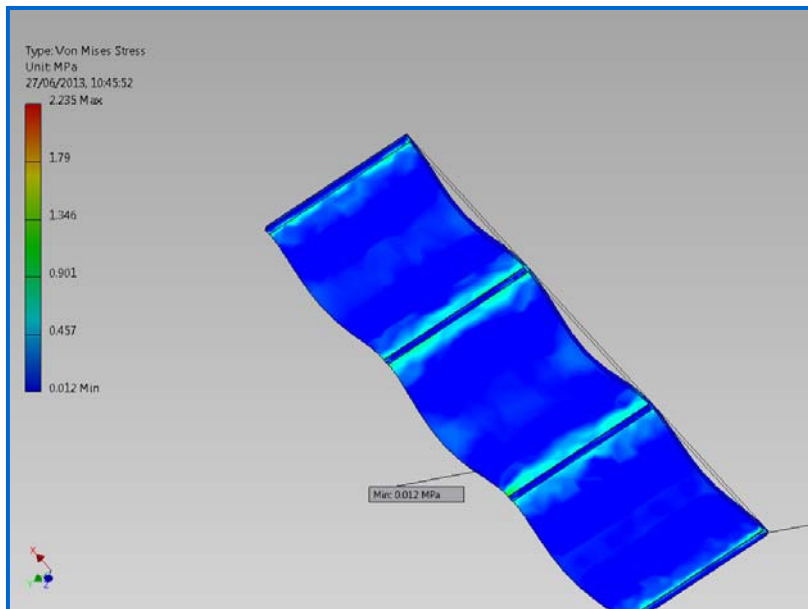 Type: Von Mises Stress
Unit: MPa
27/06/2013, 10:45:52
2.235 Max
1.79
1.346
0.901
0.457
0.012 Min
Min: 0.012 MPa
X
Y
Z